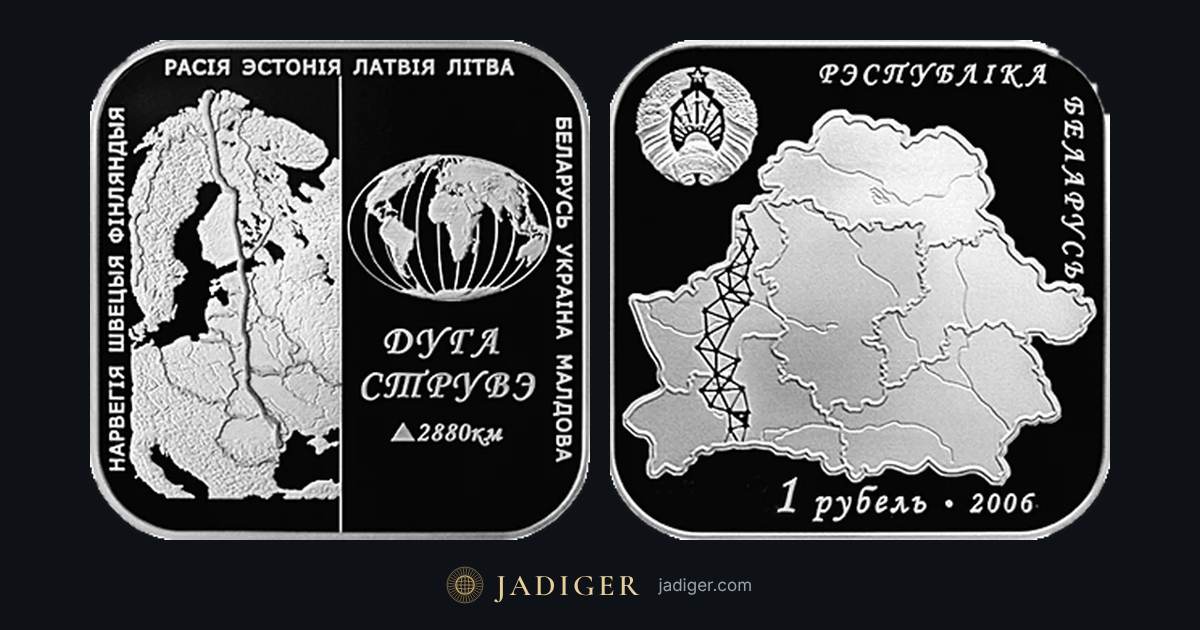 РАСІЯ ЭСТОНІЯ ЛАТВІЯ ЛІТВА
НАРВЕГІЯ ШВЕЦЫЯ ФІНЛЯНДЫЯ
БЕЛАРУСЬ УКРАІНА МАЛДОВА
ДУГА
СТРУВЭ
2880км
РЭСПУБЛІКА
БЕЛАРУСЬ
1 рубель • 2006
JADIGER jadiger.com